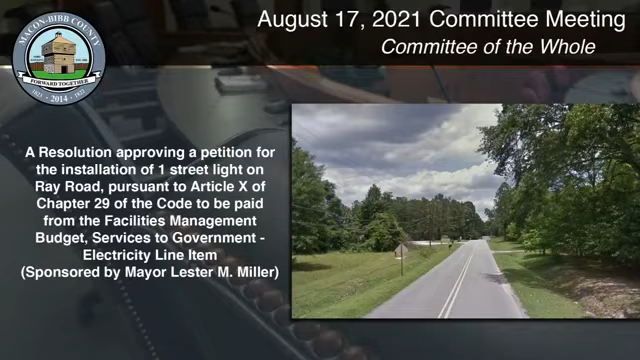 August 17, 2021 Committee Meeting
Committee of the Whole
MACON-BIBB COUNTY
FORWARD TOGETHER
· 2014 ·
A Resolution approving a petition for
the installation of 1 street light on
Ray Road, pursuant to Article X of
Chapter 29 of the Code to be paid
from the Facilities Management
Budget, Services to Government -
Electricity Line Item
(Sponsored by Mayor Lester M. Miller)